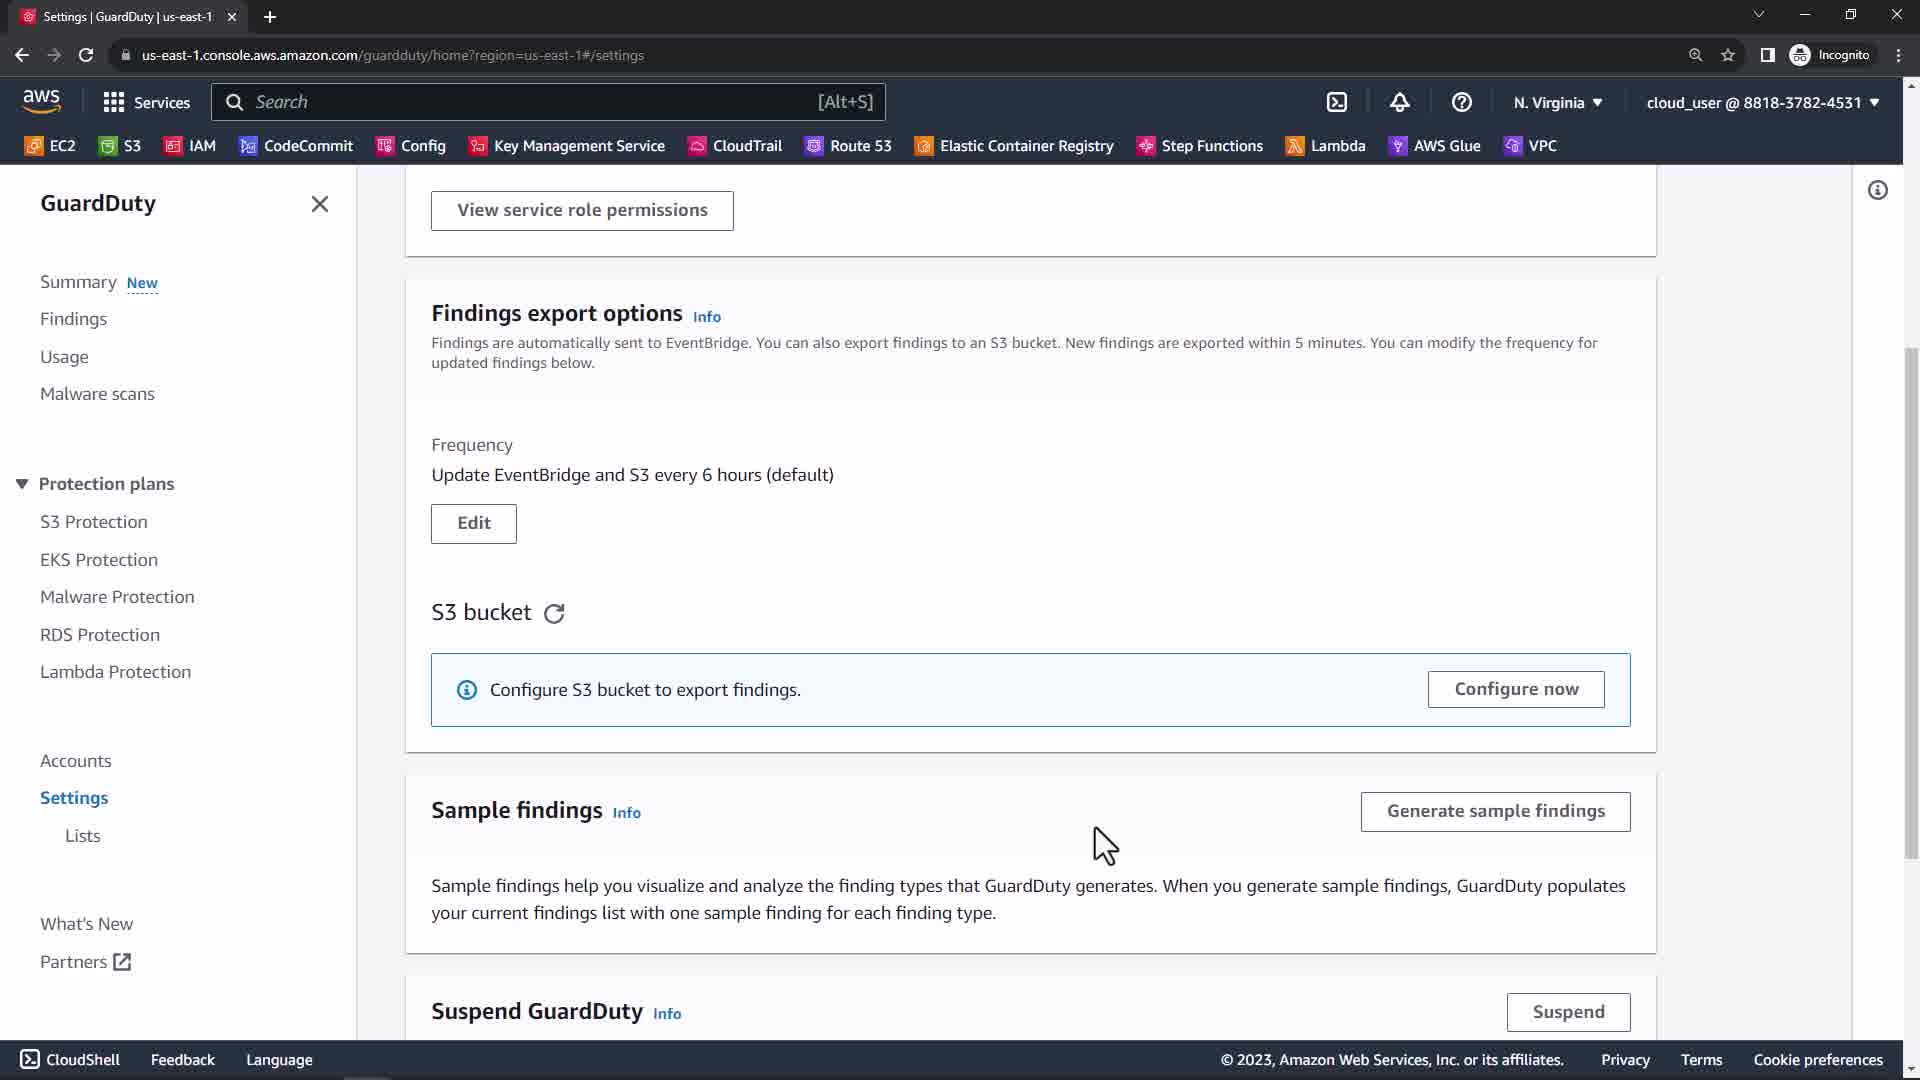 Settings | GuardDuty | us-east-1
us-east-1.console.aws.amazon.com/guardduty/home?region=us-east-1#/settings
Incognito
aws
Services
Search
[Alt+S]
N. Virginia
cloud_user @ 8818-3782-4531
EC2
S3
IAM
CodeCommit
Config
Key Management Service
CloudTrail
Route 53
Elastic Container Registry
Step Functions
Lambda
AWS Glue
VPC
GuardDuty
Summary New
Findings
Usage
Malware scans
Protection plans
S3 Protection
EKS Protection
Malware Protection
RDS Protection
Lambda Protection
Accounts
Settings
Lists
What's New
Partners
View service role permissions
Findings export options Info
Findings are automatically sent to EventBridge. You can also export findings to an S3 bucket. New findings are exported within 5 minutes. You can modify the frequency for
updated findings below.
Frequency
Update EventBridge and S3 every 6 hours (default)
Edit
S3 bucket
Configure S3 bucket to export findings.
Configure now
Sample findings Info
Generate sample findings
Sample findings help you visualize and analyze the finding types that GuardDuty generates. When you generate sample findings, GuardDuty populates
your current findings list with one sample finding for each finding type.
Suspend GuardDuty Info
Suspend
CloudShell
Feedback
Language
© 2023, Amazon Web Services, Inc. or its affiliates.
Privacy
Terms
Cookie preferences